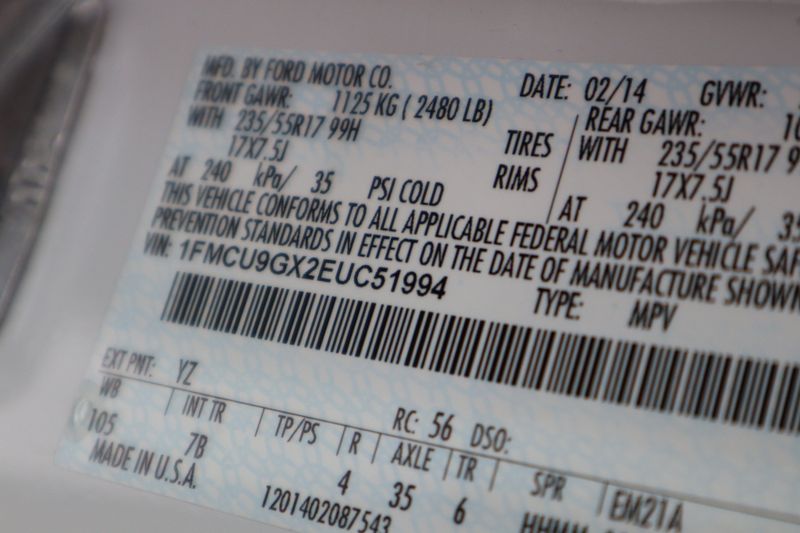 MFD. BY FORD MOTOR CO.
DATE: 02/14 GVWR:
FRONT GAWR: 1125 KG ( 2480 LB)
REAR GAWR:
WITH 235/55R17 99H TIRES
WITH 235/55R17
17X7.5J RIMS
17X7.5J
AT 240 kPa/ 35 PSI COLD
AT 240 kPa/ 35
THIS VEHICLE CONFORMS TO ALL APPLICABLE FEDERAL MOTOR VEHICLE SAF
PREVENTION STANDARDS IN EFFECT ON THE DATE OF MANUFACTURE SHOWN
VIN: 1FMCU9GX2EUC51994
TYPE: MPV
EXT PNT: YZ RC: 56 DSO:
WB INT TR TP/PS R AXLE TR SPR EM21A
105 7B 4 35 6
MADE IN U.S.A. 1201402087543